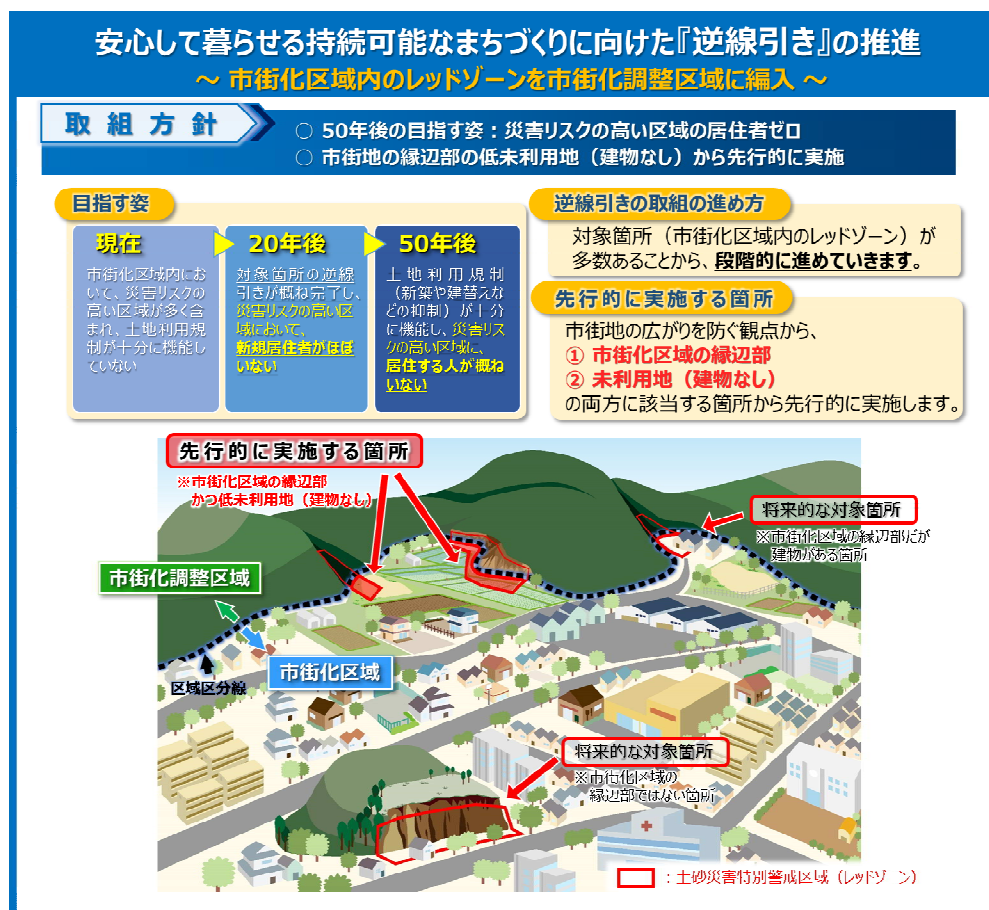 安心して暮らせる持続可能なまちづくりに向けた『逆線引き』の推進
～ 市街化区域内のレッドゾーンを市街化調整区域に編入 ～
取組方針
○ 50年後の目指す姿：災害リスクの高い区域の居住者ゼロ
○ 市街地の縁辺部の低未利用地（建物なし）から先行的に実施
目指す姿
現在
市街化区域内にお
いて、災害リスクの
高い区域が多く含
まれ、土地利用規
制が十分に機能し
ていない
20年後
対象箇所の逆線
引きが概ね完了し、
災害リスクの高い区
域において、
新規居住者がほぼ
いない
50年後
土地利用規制
（新築や建替えな
どの抑制）が十分
に機能し、災害リス
クの高い区域に、
居住する人が概ね
いない
逆線引きの取組の進め方
対象箇所（市街化区域内のレッドゾーン）が
多数あることから、段階的に進めていきます。
先行的に実施する箇所
市街地の広がりを防ぐ観点から、
① 市街化区域の縁辺部
② 未利用地（建物なし）
の両方に該当する箇所から先行的に実施します。
先行的に実施する箇所
※市街化区域の縁辺部
かつ低未利用地（建物なし）
将来的な対象箇所
※市街化区域の縁辺部だが
建物がある箇所
市街化調整区域
市街化区域
区域区分線
将来的な対象箇所
※市街化区域の
縁辺部ではない箇所
：土砂災害特別警戒区域（レッドゾーン）